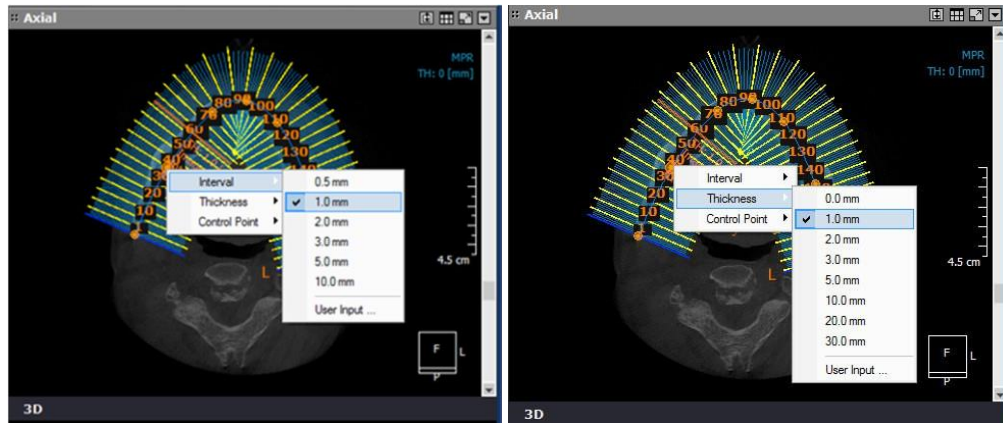 Axial
MPR
TH: 0 [mm]
80 90 100
70 110
60 120
50 130
40 140
30
20
10
1
Interval
Thickness
Control Point
0.5 mm
1.0 mm
2.0 mm
3.0 mm
5.0 mm
10.0 mm
User Input ...
L
4.5 cm
F L
P
3D
Axial
MPR
TH: 0 [mm]
80 90 100
70 110
60 120
50 130
40 140
30
20
10
Interval
Thickness
Control Point
0.0 mm
1.0 mm
2.0 mm
3.0 mm
5.0 mm
10.0 mm
20.0 mm
30.0 mm
User Input ...
L
4.5 cm
F L
P
3D